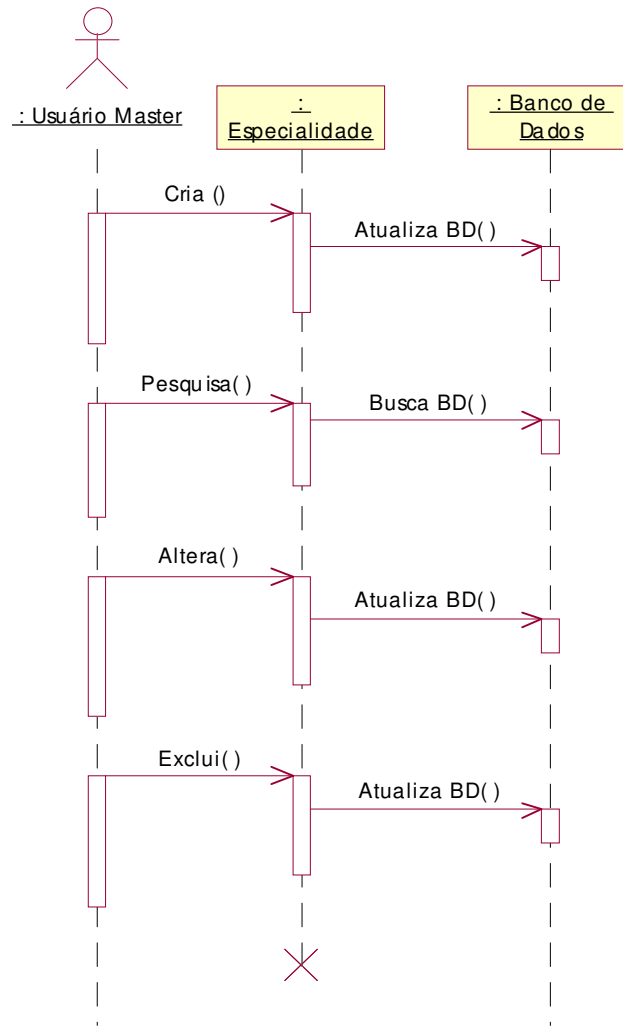 : Usuário Master
:
Especialidade
: Banco de
Dados
Cria ()
Atualiza BD( )
Pesquisa( )
Busca BD( )
Altera( )
Atualiza BD( )
Exclui( )
Atualiza BD( )